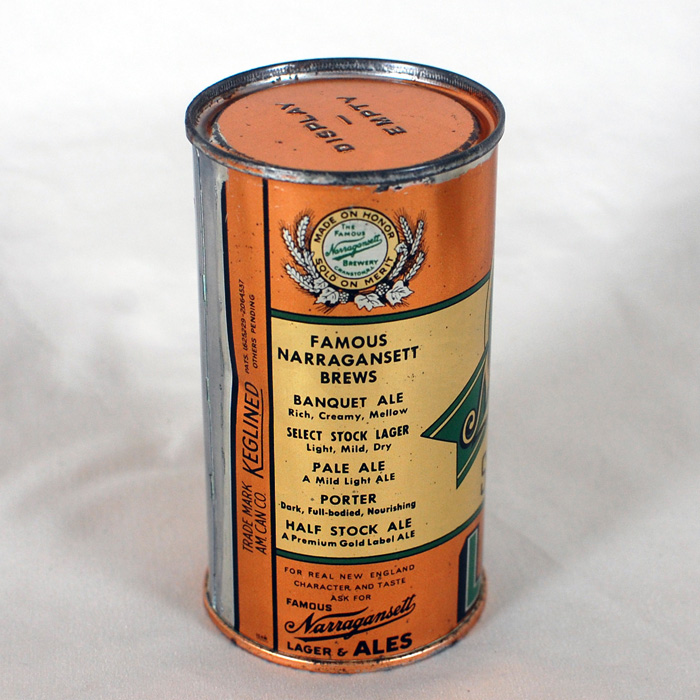 DISPLAY
—
EMPTY
MADE ON HONOR
THE
FAMOUS
Narragansett
BREWERY
CRANSTON, R.I.
SOLD ON MERIT
FAMOUS
NARRAGANSETT
BREWS
BANQUET ALE
Rich, Creamy, Mellow
SELECT STOCK LAGER
Light, Mild, Dry
PALE ALE
A Mild Light ALE
PORTER
Dark, Full-bodied, Nourishing
HALF STOCK ALE
A Premium Gold Label ALE
FOR REAL NEW ENGLAND
CHARACTER AND TASTE
ASK FOR
FAMOUS
Narragansett
LAGER & ALES
TRADE MARK KEGLINED PATS. 1625229-2064537
AM. CAN CO. OTHERS PENDING